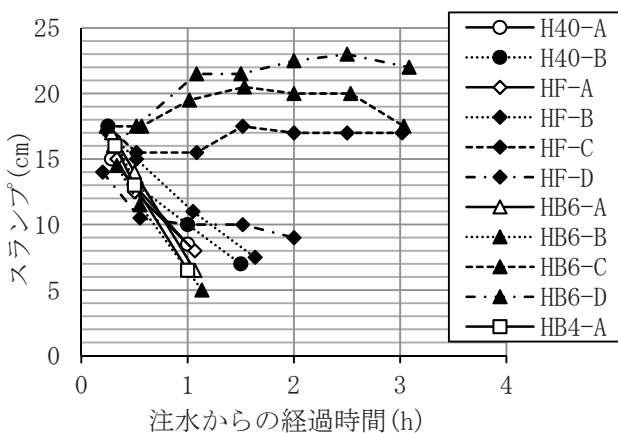 25
20
15
10
5
0
スランプ(cm)
0 1 2 3 4
注水からの経過時間(h)
H40-A
H40-B
HF-A
HF-B
HF-C
HF-D
HB6-A
HB6-B
HB6-C
HB6-D
HB4-A